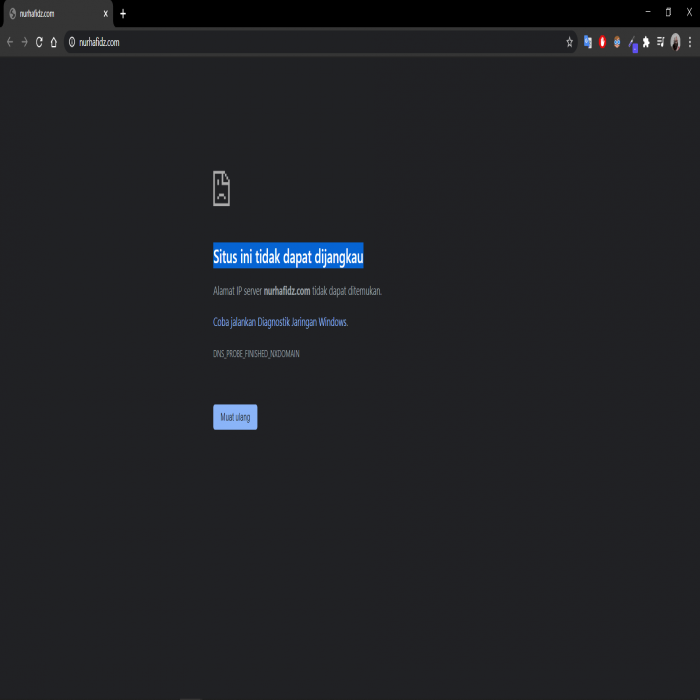 nurhafidz.com
nurhafidz.com
Situs ini tidak dapat dijangkau
Alamat IP server nurhafidz.com tidak dapat ditemukan.
Coba jalankan Diagnostik Jaringan Windows.
DNS_PROBE_FINISHED_NXDOMAIN
Muat ulang